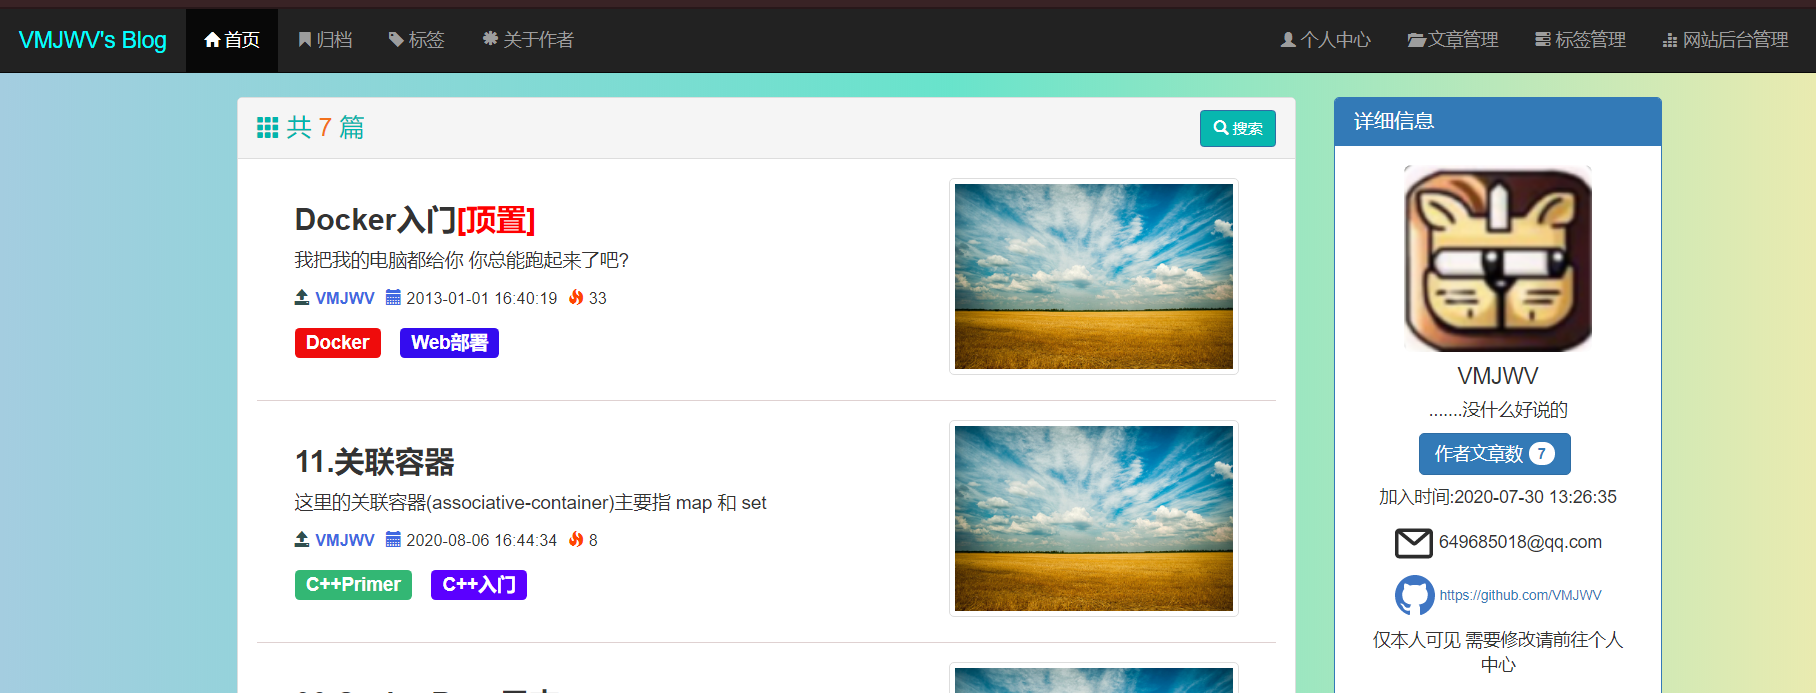 VMJWV's Blog 首页 归档 标签 关于作者 个人中心 文章管理 标签管理 网站后台管理
共 7 篇
搜索
Docker入门[顶置]
我把我的电脑都给你 你总能跑起来了吧?
VMJWV 2013-01-01 16:40:19 33
Docker Web部署
11.关联容器
这里的关联容器(associative-container)主要指 map 和 set
VMJWV 2020-08-06 16:44:34 8
C++Primer C++入门
详细信息
VMJWV
.......没什么好说的
作者文章数 7
加入时间:2020-07-30 13:26:35
649685018@qq.com
https://github.com/VMJWV
仅本人可见 需要修改请前往个人
中心